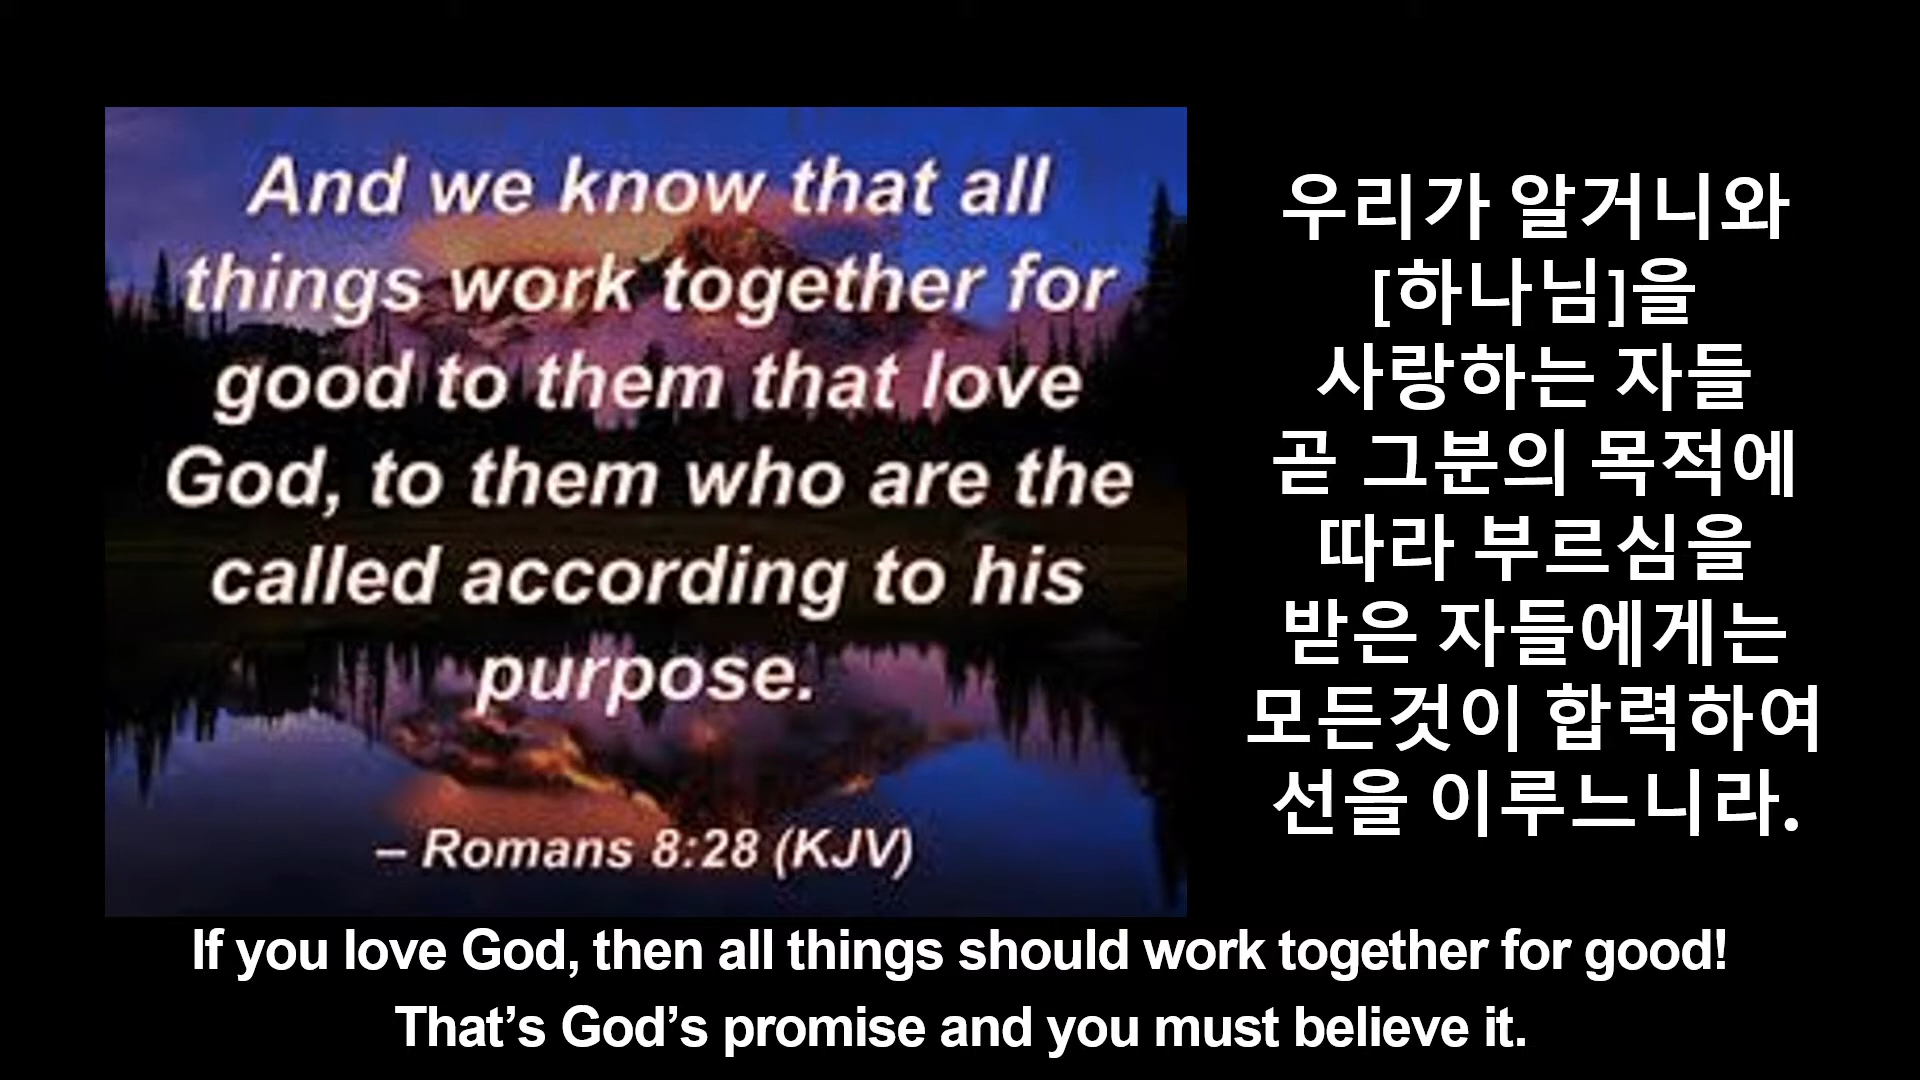 And we know that all
things work together for
good to them that love
God, to them who are the
called according to his
purpose.
– Romans 8:28 (KJV)
우리가 알거니와
[하나님]을
사랑하는 자들
곧 그분의 목적에
따라 부르심을
받은 자들에게는
모든것이 합력하여
선을 이루느니라.
If you love God, then all things should work together for good!
That’s God’s promise and you must believe it.